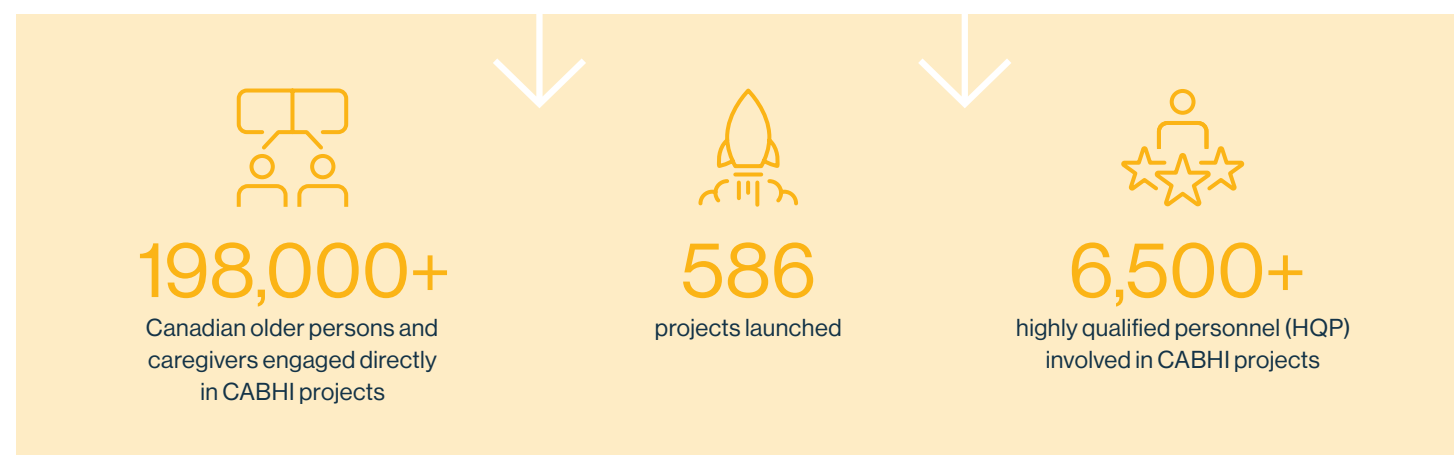 198,000+
Canadian older persons and
caregivers engaged directly
in CABHI projects
586
projects launched
6,500+
highly qualified personnel (HQP)
involved in CABHI projects